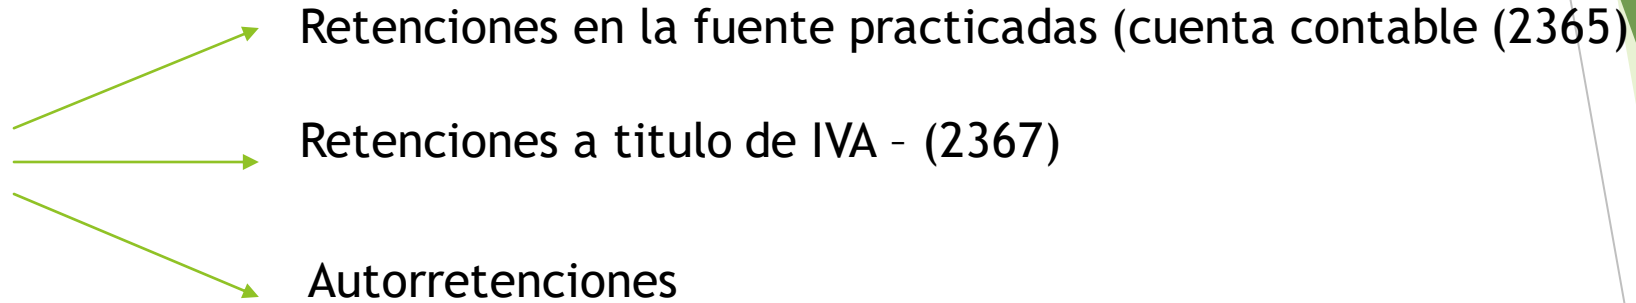 Retenciones en la fuente practicadas (cuenta contable (2365)
Retenciones a titulo de IVA – (2367)
Autorretenciones